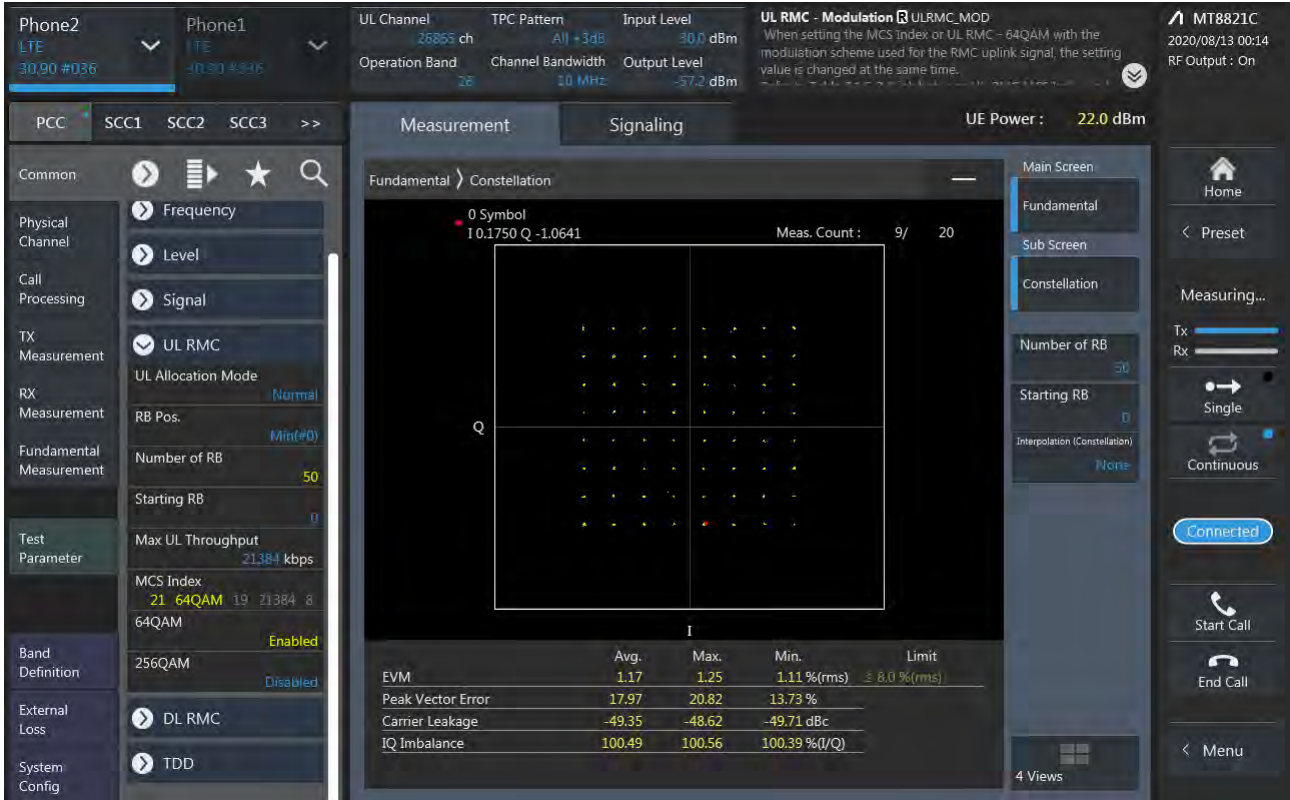 Phone2
LTE
30,90 #036
Phone1
LTE
UL Channel
26865 ch
TPC Pattern
All +3dB
Input Level
30.0 dBm
Operation Band
26
Channel Bandwidth
10 MHz
Output Level
-57.2 dBm
UL RMC - Modulation R ULRMC_MOD
When setting the MCS Index or UL RMC - 64QAM with the
modulation scheme used for the RMC uplink signal, the setting
value is changed at the same time.
MT8821C
2020/08/13 00:14
RF Output : On
PCC SCC1 SCC2 SCC3 >>
Measurement
Signaling
UE Power : 22.0 dBm
Common
Physical
Channel
Call
Processing
TX
Measurement
RX
Measurement
Fundamental
Measurement
Test
Parameter
Band
Definition
External
Loss
System
Config
Frequency
Level
Signal
UL RMC
UL Allocation Mode
Normal
RB Pos.
Min(#0)
Number of RB
50
Starting RB
0
Max UL Throughput
21384 kbps
MCS Index
21 64QAM 19 21384 8
64QAM
Enabled
256QAM
Disabled
DL RMC
TDD
Fundamental > Constellation
0 Symbol
I 0.1750 Q -1.0641
Meas. Count : 9/ 20
Q
I
Avg. Max. Min. Limit
EVM 1.17 1.25 1.11 %(rms) ≤ 8.0 %(rms)
Peak Vector Error 17.97 20.82 13.73 %
Carrier Leakage -49.35 -48.62 -49.71 dBc
IQ Imbalance 100.49 100.56 100.39 %(I/Q)
Main Screen
Fundamental
Sub Screen
Constellation
Number of RB
50
Starting RB
0
Interpolation (Constellation)
None
4 Views
Home
< Preset
Measuring...
Tx
Rx
Single
Continuous
Connected
Start Call
End Call
< Menu